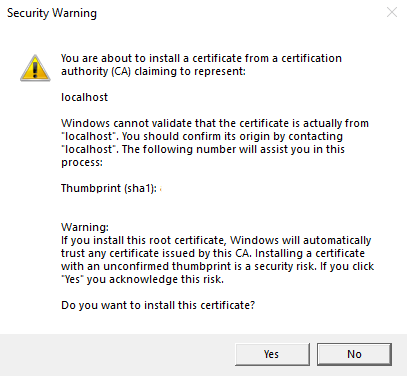 Security Warning
You are about to install a certificate from a certification
authority (CA) claiming to represent:
localhost
Windows cannot validate that the certificate is actually from
"localhost". You should confirm its origin by contacting
"localhost". The following number will assist you in this
process:
Thumbprint (sha1):
Warning:
If you install this root certificate, Windows will automatically
trust any certificate issued by this CA. Installing a certificate
with an unconfirmed thumbprint is a security risk. If you click
"Yes" you acknowledge this risk.
Do you want to install this certificate?
Yes
No